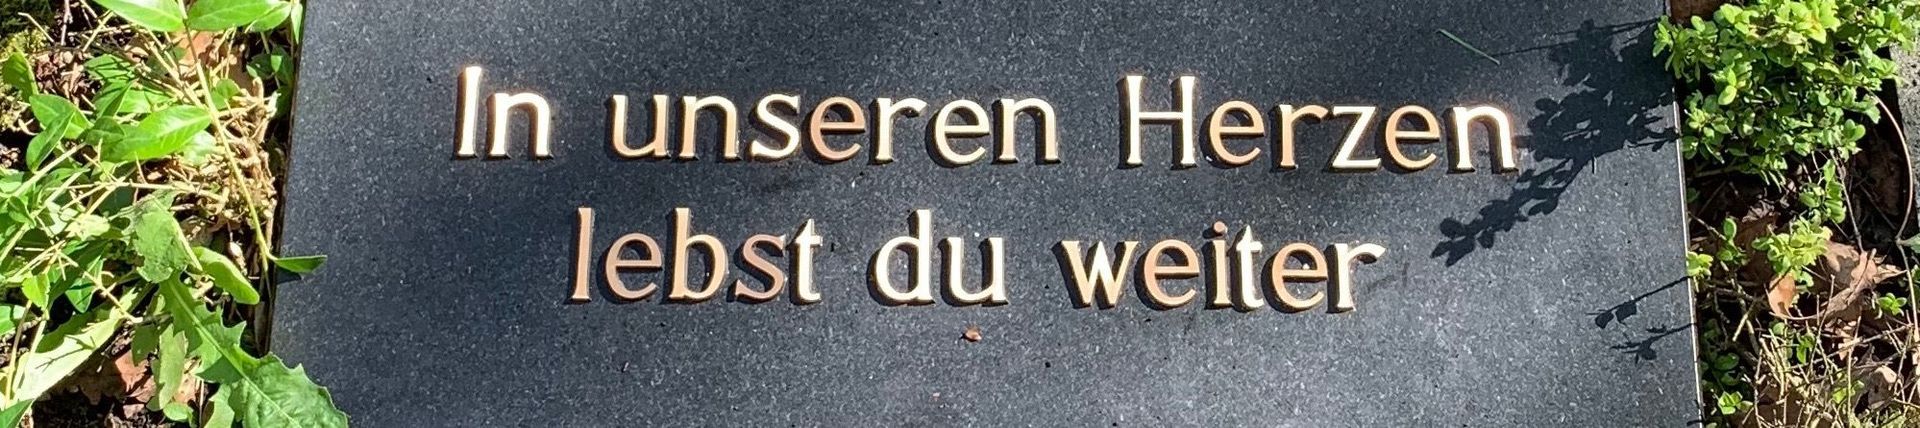 In unseren Herzen
lebst du weiter